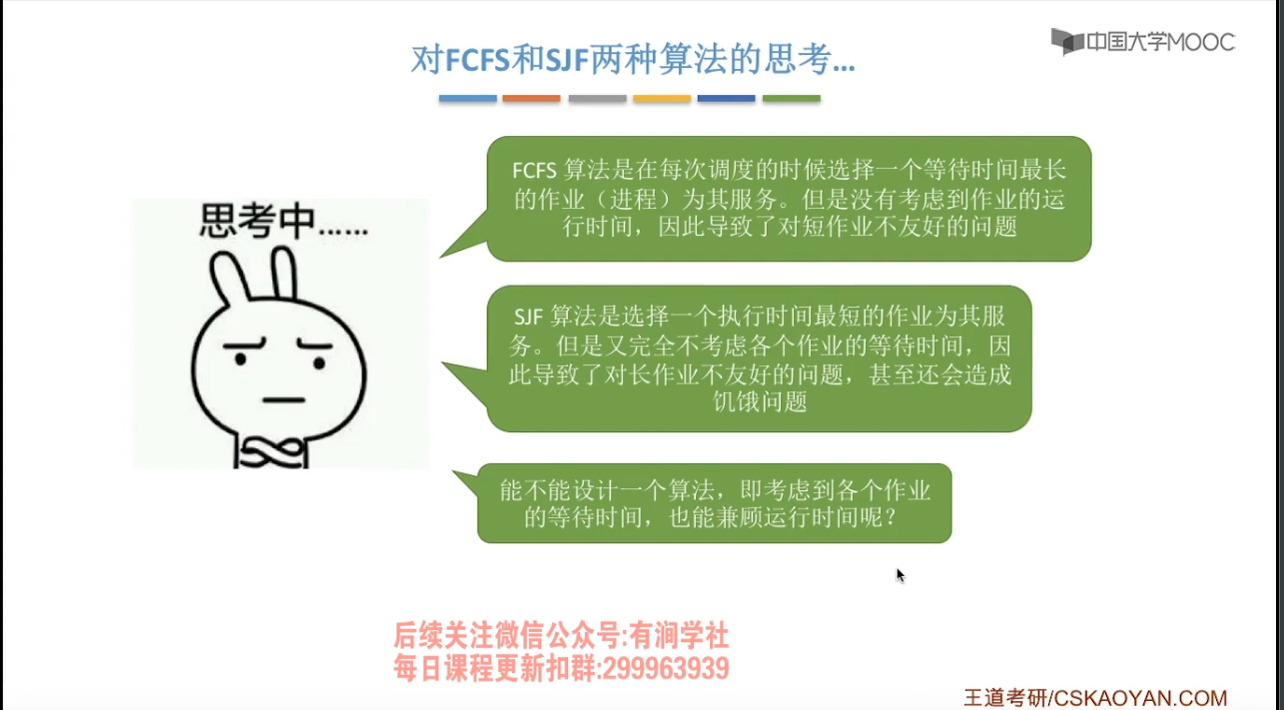 对FCFS和SJF两种算法的思考...
中国大学MOOC
FCFS 算法是在每次调度的时候选择一个等待时间最长
的作业（进程）为其服务。但是没有考虑到作业的运
行时间，因此导致了对短作业不友好的问题
思考中......
SJF 算法是选择一个执行时间最短的作业为其服
务。但是又完全不考虑各个作业的等待时间，因
此导致了对长作业不友好的问题，甚至还会造成
饥饿问题
能不能设计一个算法，即考虑到各个作业
的等待时间，也能兼顾运行时间呢？
后续关注微信公众号:有涧学社
每日课程更新扣群:299963939
王道考研/CSKAOYAN.COM